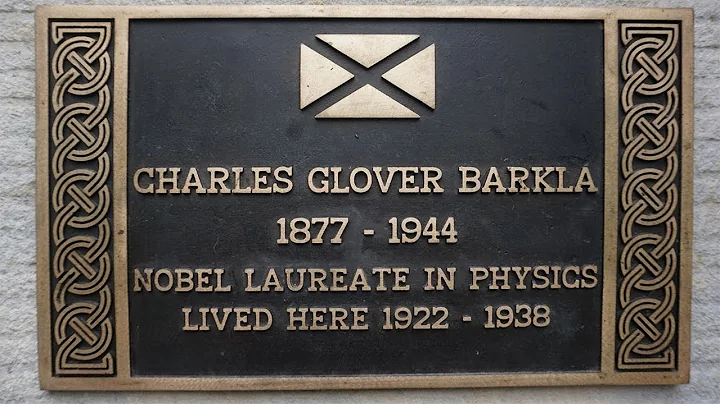 CHARLES GLOVER BARKLA
1877 - 1944
NOBEL LAUREATE IN PHYSICS
LIVED HERE 1922 - 1938